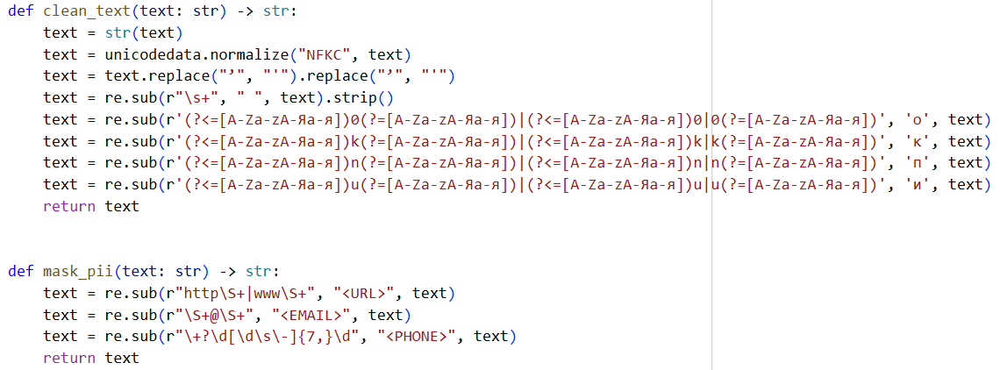 def clean_text(text: str) -> str:
    text = str(text)
    text = unicodedata.normalize("NFKC", text)
    text = text.replace("’", "'").replace("’", "'")
    text = re.sub(r"\s+", " ", text).strip()
    text = re.sub(r'(?<=[A-Za-zА-Яа-я])0(?=[A-Za-zА-Яа-я])|(?<=[A-Za-zА-Яа-я])0|0(?=[A-Za-zА-Яа-я])', 'о', text)
    text = re.sub(r'(?<=[A-Za-zА-Яа-я])k(?=[A-Za-zА-Яа-я])|(?<=[A-Za-zА-Яа-я])k|k(?=[A-Za-zА-Яа-я])', 'к', text)
    text = re.sub(r'(?<=[A-Za-zА-Яа-я])n(?=[A-Za-zА-Яа-я])|(?<=[A-Za-zА-Яа-я])n|n(?=[A-Za-zА-Яа-я])', 'п', text)
    text = re.sub(r'(?<=[A-Za-zА-Яа-я])u(?=[A-Za-zА-Яа-я])|(?<=[A-Za-zА-Яа-я])u|u(?=[A-Za-zА-Яа-я])', 'и', text)
    return text
def mask_pii(text: str) -> str:
    text = re.sub(r"http\S+|www\S+", "<URL>", text)
    text = re.sub(r"\S+@\S+", "<EMAIL>", text)
    text = re.sub(r"\+?\d[\d\s\-]{7,}\d", "<PHONE>", text)
    return text